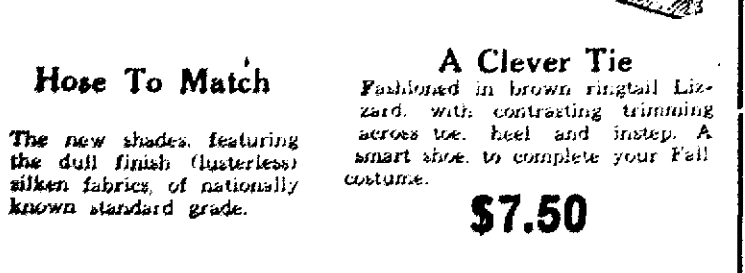 Hose To Match
The new shades, featuring
the dull finish (lusterless)
silken fabrics, of nationally
known standard grade.
A Clever Tie
Fashioned in brown ringtail Liz-
zard, with contrasting trimming
across toe, heel and instep. A
smart shoe, to complete your Fall
costume.
$7.50